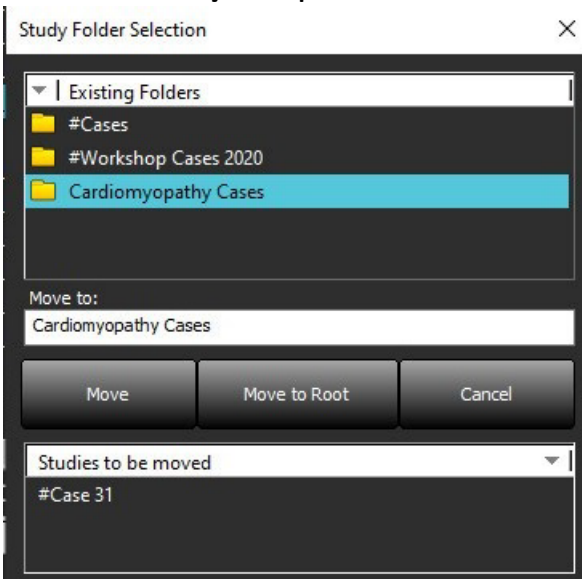 Study Folder Selection
Existing Folders
#Cases
#Workshop Cases 2020
Cardiomyopathy Cases
Move to:
Cardiomyopathy Cases
Move
Move to Root
Cancel
Studies to be moved
#Case 31